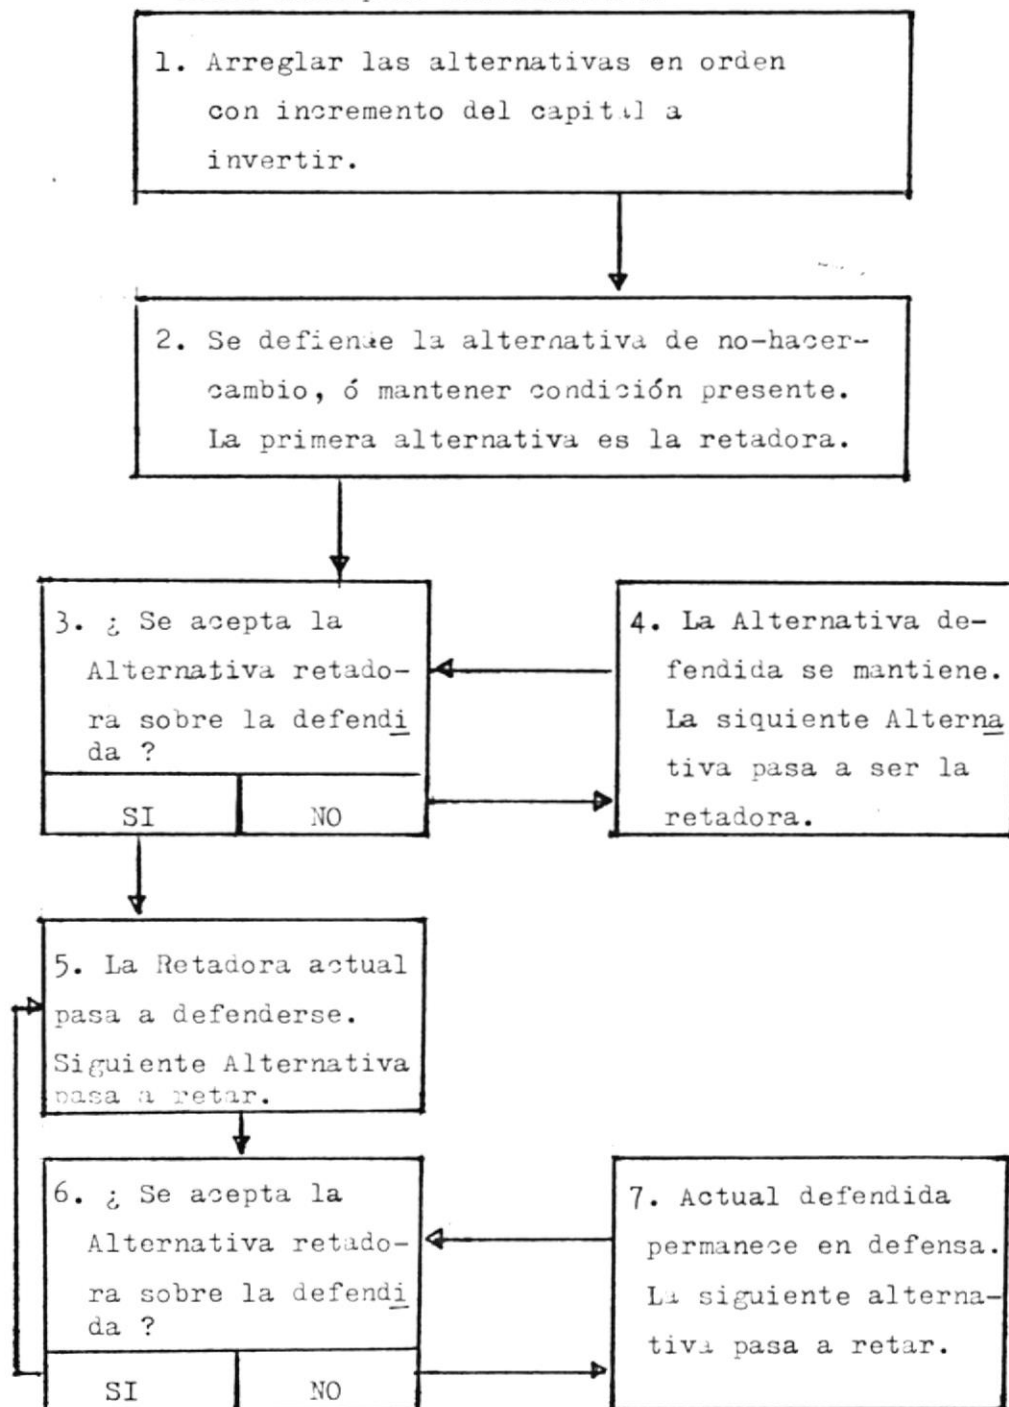 1. Arreglar las alternativas en orden
con incremento del capital a
invertir.
2. Se defiende la alternativa de no-hacer-
cambio, ó mantener condición presente.
La primera alternativa es la retadora.
3. ¿ Se acepta la
Alternativa retado-
ra sobre la defendi
da ?
SI NO
4. La Alternativa de-
fendida se mantiene.
La siquiente Alterna
tiva pasa a ser la
retadora.
5. La Retadora actual
pasa a defenderse.
Siguiente Alternativa
pasa a retar.
6. ¿ Se acepta la
Alternativa retado-
ra sobre la defendi
da ?
SI NO
7. Actual defendida
permanece en defensa.
La siguiente alterna-
tiva pasa a retar.